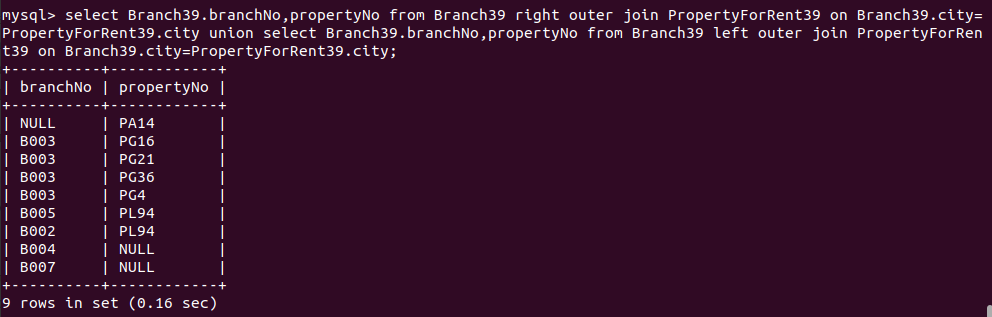 mysql> select Branch39.branchNo,propertyNo from Branch39 right outer join PropertyForRent39 on Branch39.city=
PropertyForRent39.city union select Branch39.branchNo,propertyNo from Branch39 left outer join PropertyForRen
t39 on Branch39.city=PropertyForRent39.city;
+----------+------------+
| branchNo | propertyNo |
+----------+------------+
| NULL     | PA14       |
| B003     | PG16       |
| B003     | PG21       |
| B003     | PG36       |
| B003     | PG4        |
| B005     | PL94       |
| B002     | PL94       |
| B004     | NULL       |
| B007     | NULL       |
+----------+------------+
9 rows in set (0.16 sec)